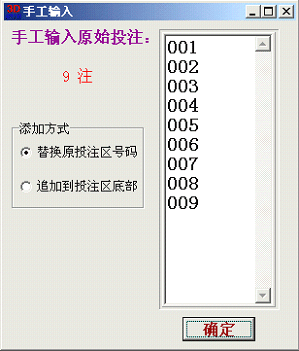 3D 手工输入
手工输入原始投注：
9 注
添加方式
替换原投注区号码
追加到投注区底部
001
002
003
004
005
006
007
008
009
确定